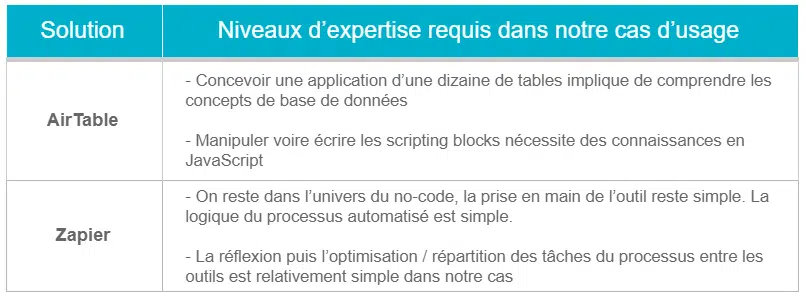 Solution
Niveaux d’expertise requis dans notre cas d’usage
AirTable
- Concevoir une application d’une dizaine de tables implique de comprendre les
concepts de base de données
- Manipuler voire écrire les scripting blocks nécessite des connaissances en
JavaScript
Zapier
- On reste dans l’univers du no-code, la prise en main de l’outil reste simple. La
logique du processus automatisé est simple.
- La réflexion puis l’optimisation / répartition des tâches du processus entre les
outils est relativement simple dans notre cas